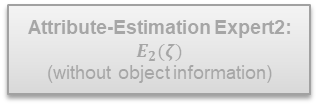 Attribute-Estimation Expert2:
𝐸₂(𝜁)
(without object information)